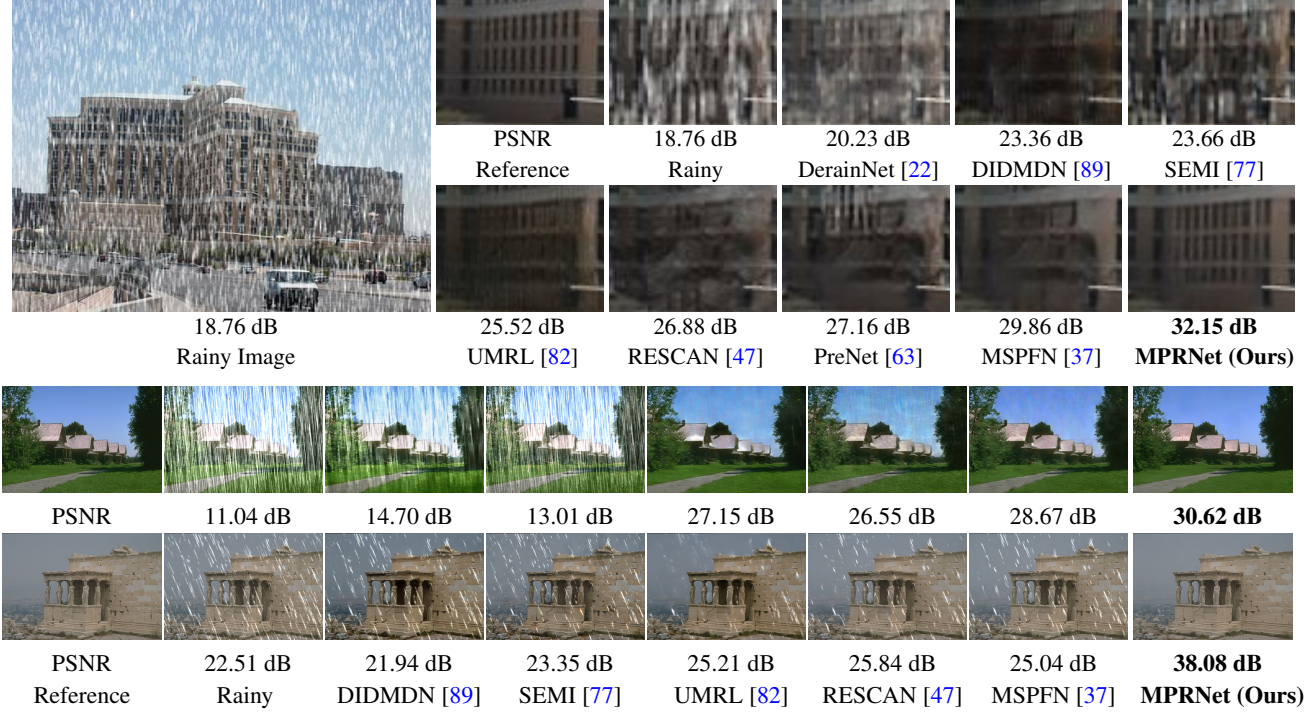 PSNR 18.76 dB 20.23 dB 23.36 dB 23.66 dB
Reference Rainy DerainNet [22] DIDMDN [89] SEMI [77]
18.76 dB 25.52 dB 26.88 dB 27.16 dB 29.86 dB 32.15 dB
Rainy Image UMRL [82] RESCAN [47] PreNet [63] MSPFN [37] MPRNet (Ours)
PSNR 11.04 dB 14.70 dB 13.01 dB 27.15 dB 26.55 dB 28.67 dB 30.62 dB
PSNR 22.51 dB 21.94 dB 23.35 dB 25.21 dB 25.84 dB 25.04 dB 38.08 dB
Reference Rainy DIDMDN [89] SEMI [77] UMRL [82] RESCAN [47] MSPFN [37] MPRNet (Ours)